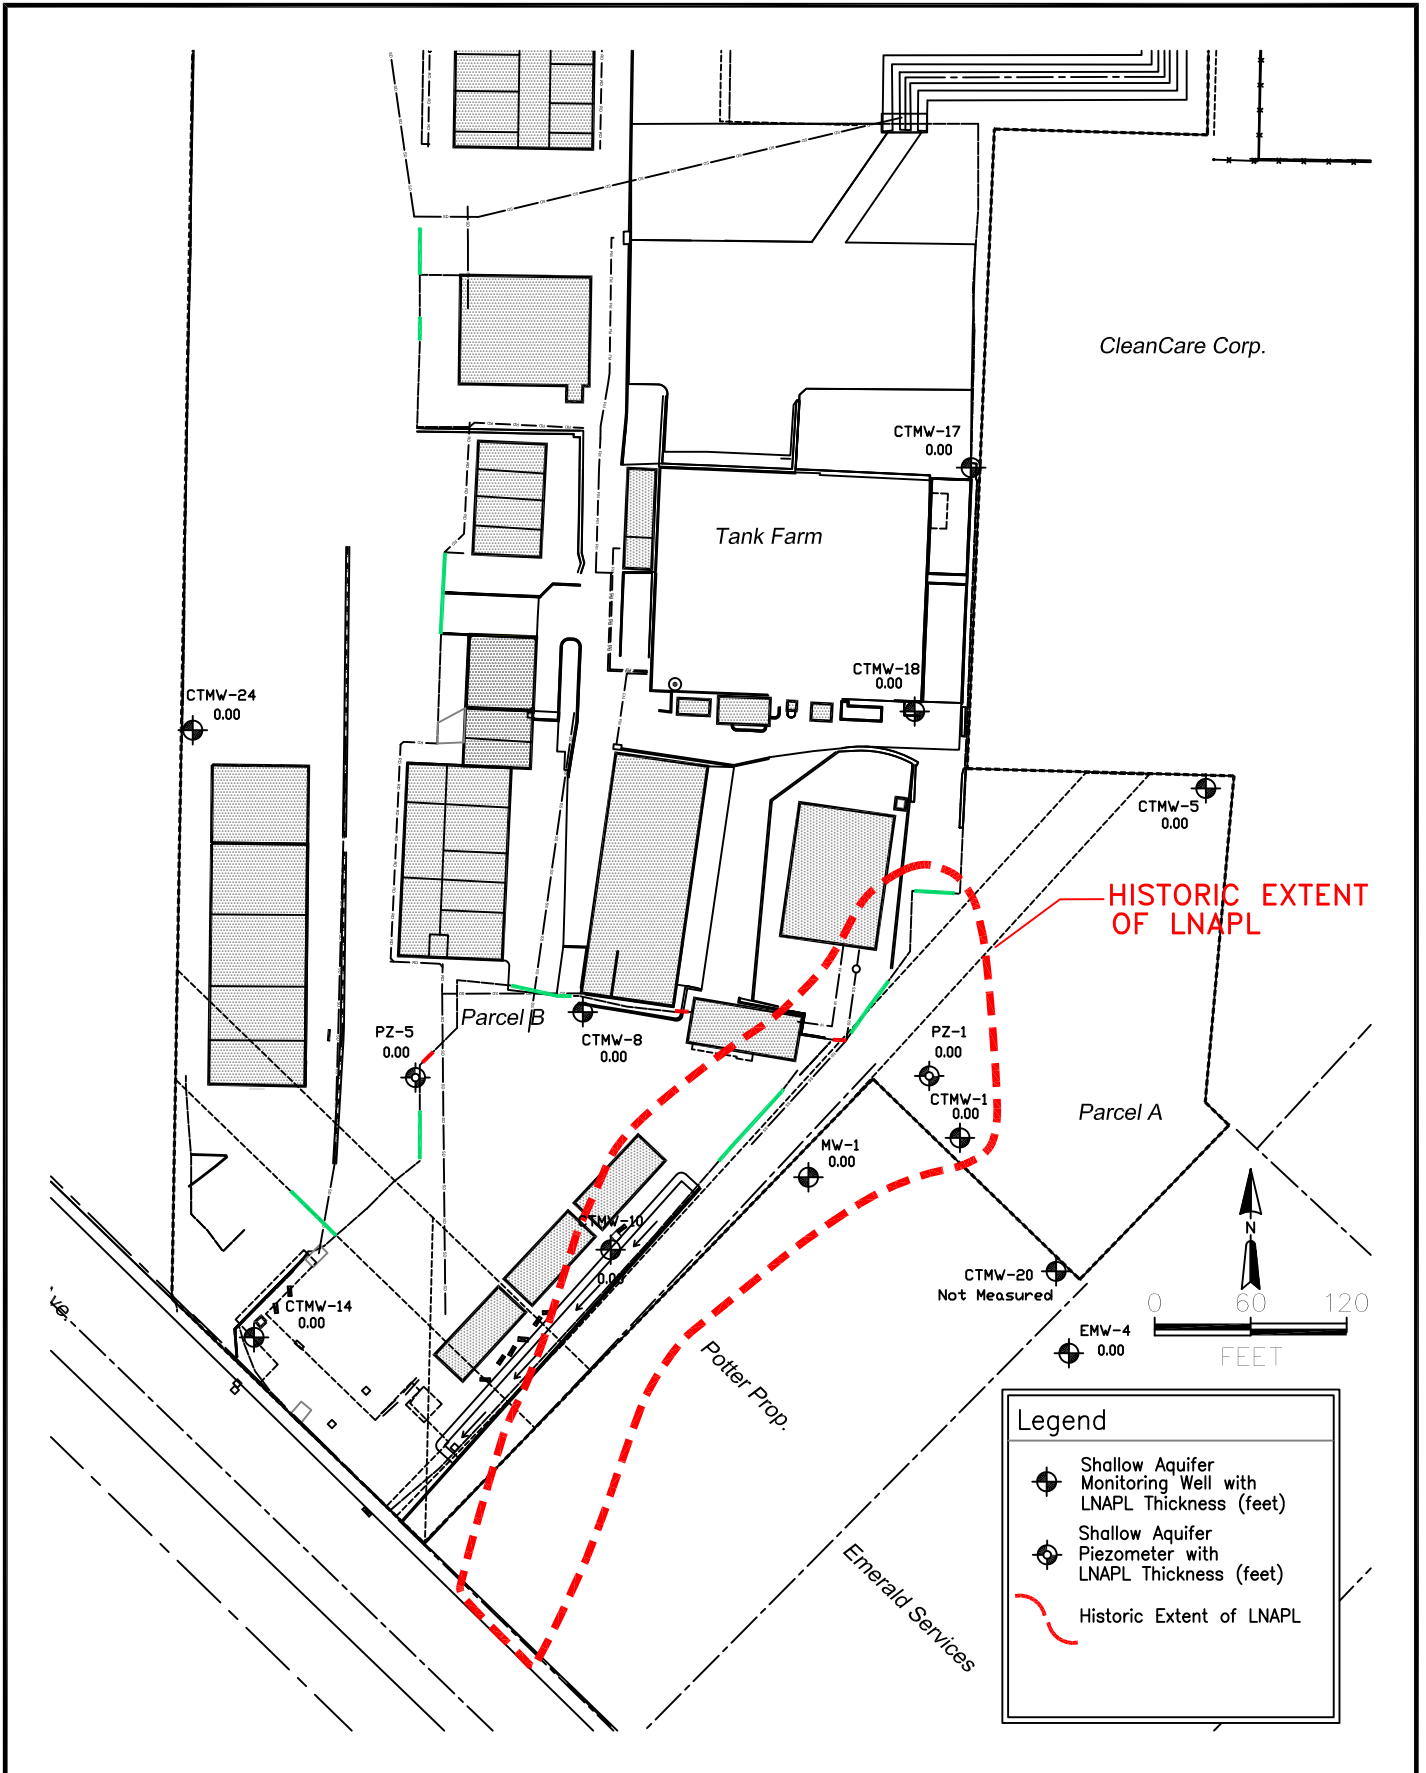 CleanCare Corp.
CTMW-17
0.00
Tank Farm
CTMW-18
0.00
CTMW-24
0.00
CTMW-5
0.00
HISTORIC EXTENT
OF LNAPL
Parcel B
PZ-5
0.00
CTMW-8
0.00
PZ-1
0.00
CTMW-1
0.00
Parcel A
MW-1
0.00
CTMW-10
0.00
N
CTMW-20
Not Measured
0 60 120
FEET
CTMW-14
0.00
EMW-4
0.00
Potter Prop.
Emerald Services
Legend
Shallow Aquifer
Monitoring Well with
LNAPL Thickness (feet)
Shallow Aquifer
Piezometer with
LNAPL Thickness (feet)
Historic Extent of LNAPL